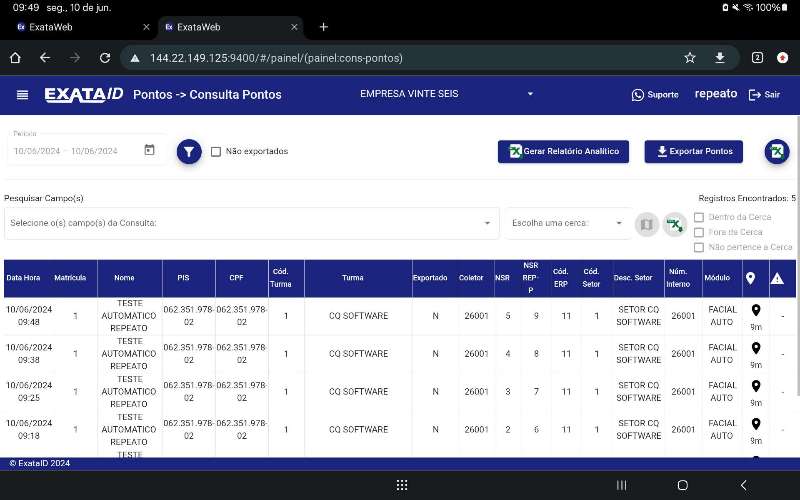 09:49 seg., 10 de jun. 100%
ExataWeb
ExataWeb
144.22.149.125:9400/#/painel/(painel:cons-pontos) 2
EXATAID Pontos -> Consulta Pontos EMPRESA VINTE SEIS Suporte repeato Sair
Período
10/06/2024 – 10/06/2024 Não exportados Gerar Relatório Analítico Exportar Pontos
Pesquisar Campo(s) Registros Encontrados: 5
Selecione o(s) campo(s) da Consulta: Escolha uma cerca:
Dentro da Cerca
Fora da Cerca
Não pertence a Cerca
Data Hora Matrícula Nome PIS CPF Cód. Turma Turma Exportado Coletor NSR NSR REP-P Cód. ERP Cód. Setor Desc. Setor Núm. Interno Módulo
10/06/2024 09:48 1 TESTE AUTOMATICO REPEATO 062.351.978-02 062.351.978-02 1 CQ SOFTWARE N 26001 5 9 11 1 SETOR CQ SOFTWARE 26001 FACIAL AUTO 9m -
10/06/2024 09:38 1 TESTE AUTOMATICO REPEATO 062.351.978-02 062.351.978-02 1 CQ SOFTWARE N 26001 4 8 11 1 SETOR CQ SOFTWARE 26001 FACIAL AUTO 9m -
10/06/2024 09:25 1 TESTE AUTOMATICO REPEATO 062.351.978-02 062.351.978-02 1 CQ SOFTWARE N 26001 3 7 11 1 SETOR CQ SOFTWARE 26001 FACIAL AUTO 9m -
10/06/2024 09:18 1 TESTE AUTOMATICO REPEATO 062.351.978-02 062.351.978-02 1 CQ SOFTWARE N 26001 2 6 11 1 SETOR CQ SOFTWARE 26001 FACIAL AUTO 9m -
TESTE
© ExataID 2024